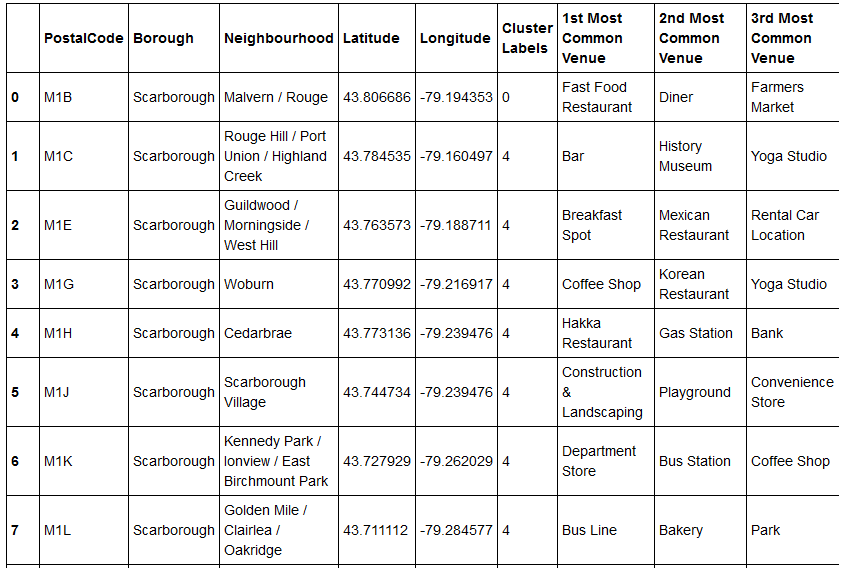 PostalCode Borough Neighbourhood Latitude Longitude Cluster Labels 1st Most Common Venue 2nd Most Common Venue 3rd Most Common Venue
0 M1B Scarborough Malvern / Rouge 43.806686 -79.194353 0 Fast Food Restaurant Diner Farmers Market
1 M1C Scarborough Rouge Hill / Port Union / Highland Creek 43.784535 -79.160497 4 Bar History Museum Yoga Studio
2 M1E Scarborough Guildwood / Morningside / West Hill 43.763573 -79.188711 4 Breakfast Spot Mexican Restaurant Rental Car Location
3 M1G Scarborough Woburn 43.770992 -79.216917 4 Coffee Shop Korean Restaurant Yoga Studio
4 M1H Scarborough Cedarbrae 43.773136 -79.239476 4 Hakka Restaurant Gas Station Bank
5 M1J Scarborough Scarborough Village 43.744734 -79.239476 4 Construction & Landscaping Playground Convenience Store
6 M1K Scarborough Kennedy Park / Ionview / East Birchmount Park 43.727929 -79.262029 4 Department Store Bus Station Coffee Shop
7 M1L Scarborough Golden Mile / Clairlea / Oakridge 43.711112 -79.284577 4 Bus Line Bakery Park